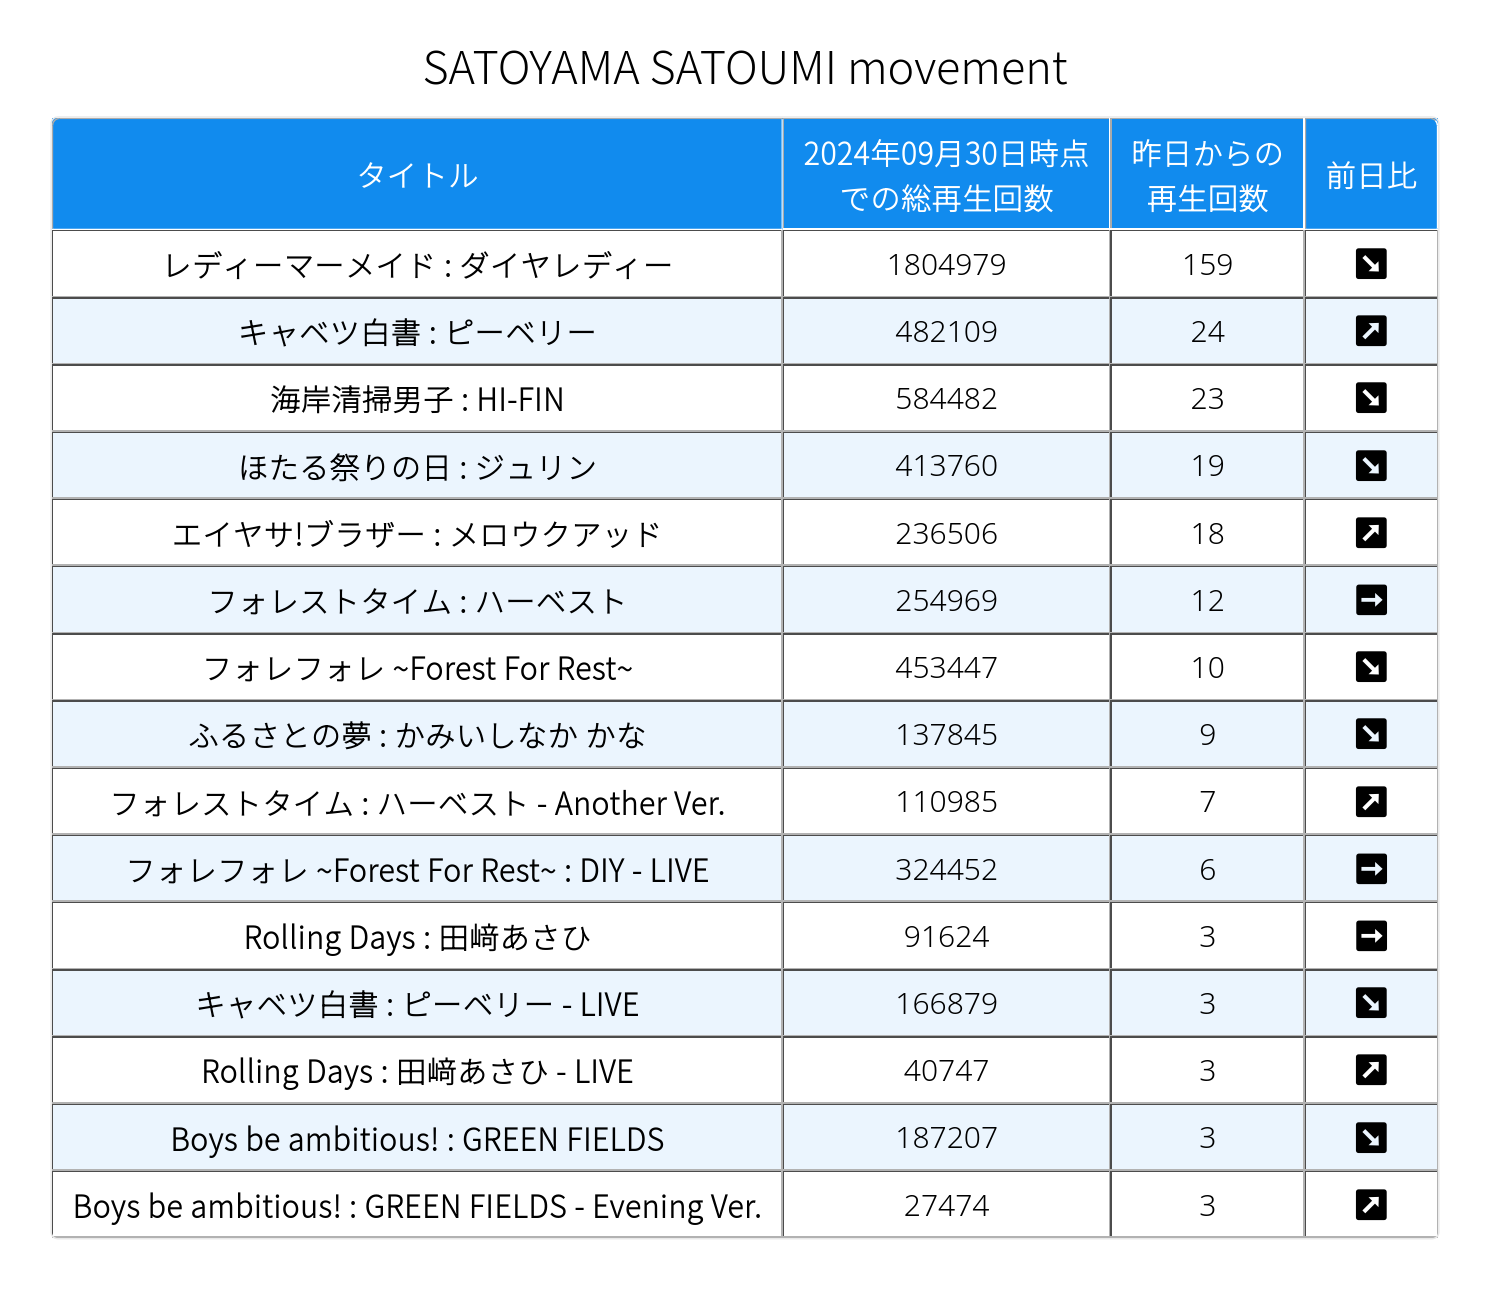 SATOYAMA SATOUMI movement
タイトル
2024年09月30日時点
での総再生回数
昨日からの
再生回数
前日比
レディーマーメイド : ダイヤレディー 1804979 159
キャベツ白書 : ピーベリー 482109 24
海岸清掃男子 : HI-FIN 584482 23
ほたる祭りの日 : ジュリン 413760 19
エイヤサ!ブラザー : メロウクアッド 236506 18
フォレストタイム : ハーベスト 254969 12
フォレフォレ ~Forest For Rest~ 453447 10
ふるさとの夢 : かみいしなか かな 137845 9
フォレストタイム : ハーベスト - Another Ver. 110985 7
フォレフォレ ~Forest For Rest~ : DIY - LIVE 324452 6
Rolling Days : 田﨑あさひ 91624 3
キャベツ白書 : ピーベリー - LIVE 166879 3
Rolling Days : 田﨑あさひ - LIVE 40747 3
Boys be ambitious! : GREEN FIELDS 187207 3
Boys be ambitious! : GREEN FIELDS - Evening Ver. 27474 3